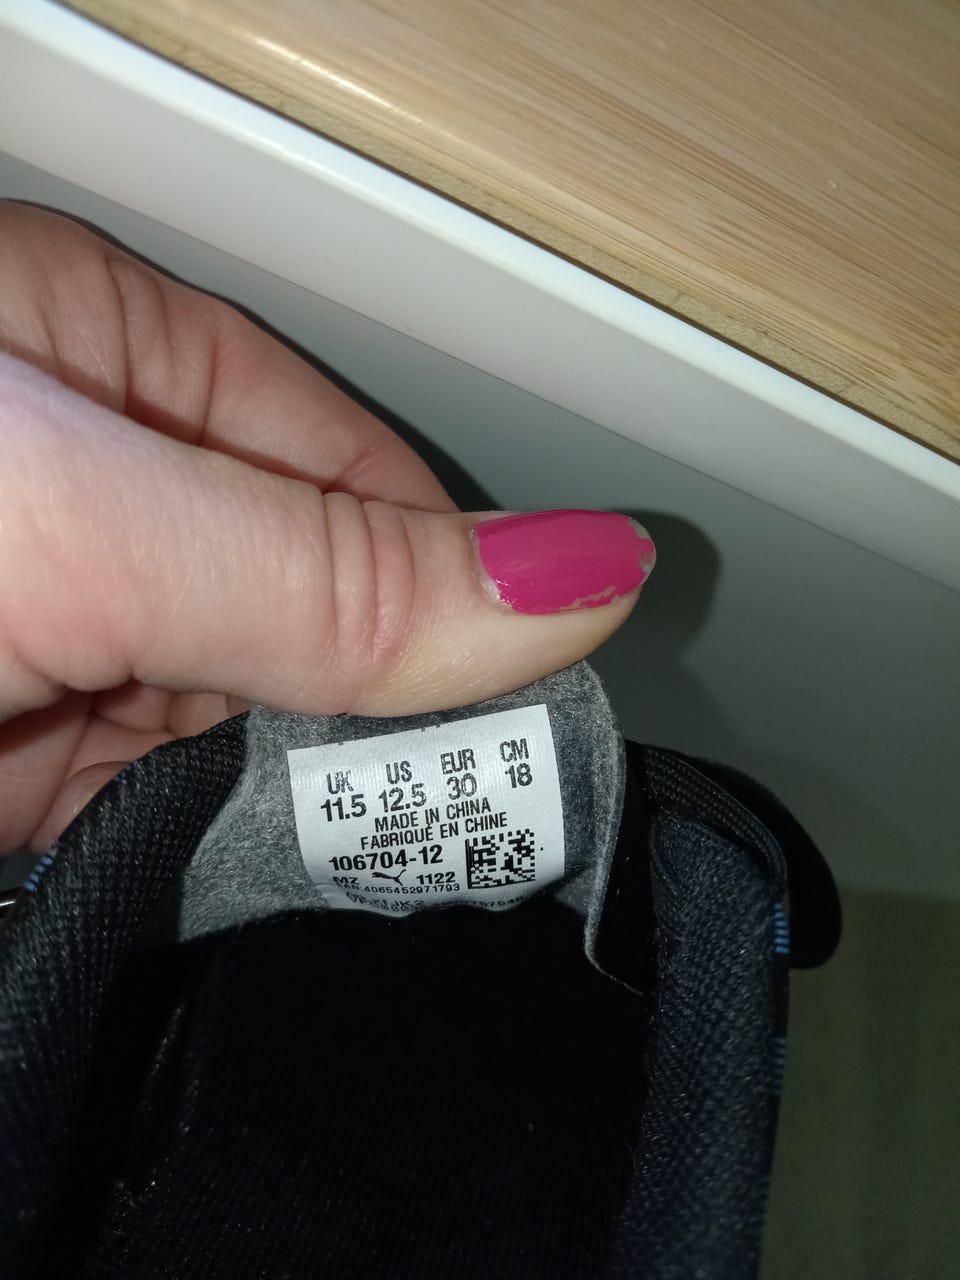 UK US EUR CM
11.5 12.5 30 18
MADE IN CHINA
FABRIQUÉ EN CHINE
106704-12
MZ 1122
EAN 4065452971793